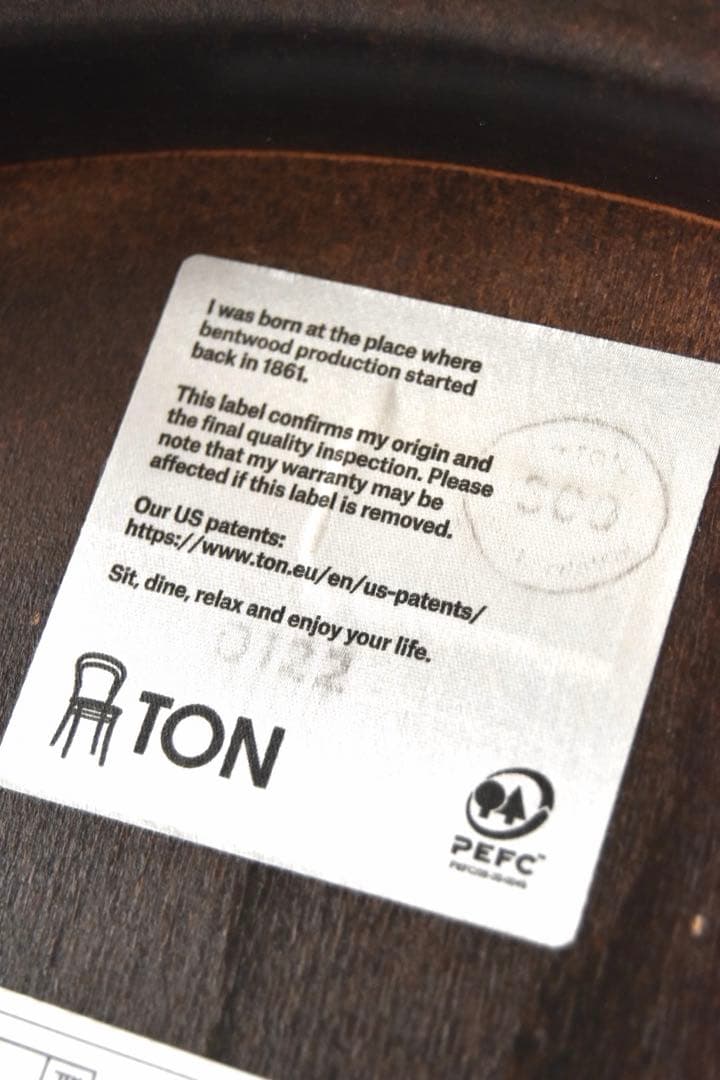 I was born at the place where
bentwood production started
back in 1861.
This label confirms my origin and
the final quality inspection. Please
note that my warranty may be
affected if this label is removed.
Our US patents:
https://www.ton.eu/en/us-patents/
Sit, dine, relax and enjoy your life.
0122
TON
PEFC™